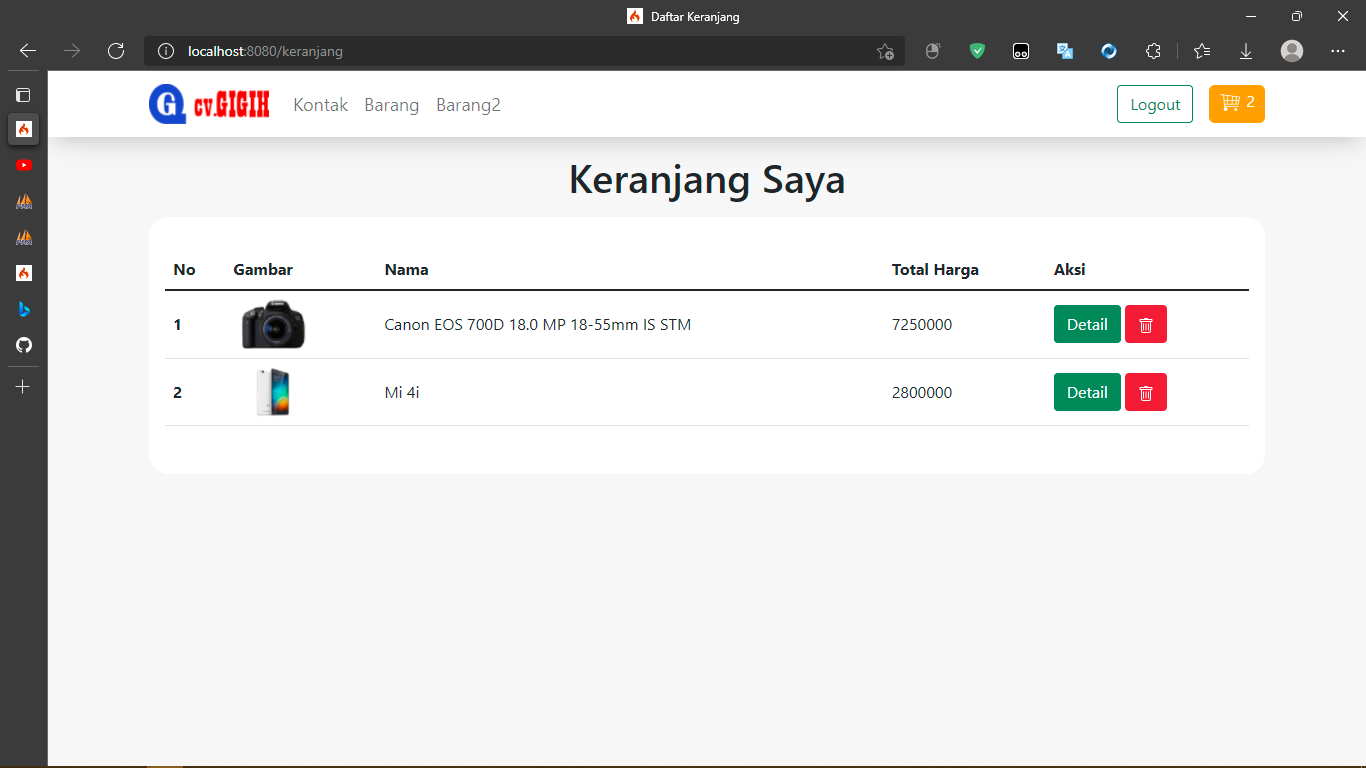 Daftar Keranjang
localhost:8080/keranjang
G cv.GIGIH Kontak Barang Barang2 Logout 2
Keranjang Saya
No Gambar Nama Total Harga Aksi
1 Canon EOS 700D 18.0 MP 18-55mm IS STM 7250000 Detail
2 Mi 4i 2800000 Detail